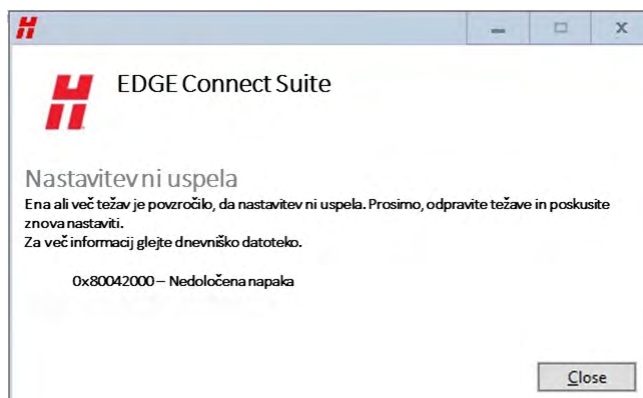 EDGE Connect Suite
Nastavitev ni uspela
Ena ali več težav je povzročilo, da nastavitev ni uspela. Prosimo, odpravite težave in poskusite
znova nastaviti.
Za več informacij glejte dnevniško datoteko.
0x80042000 – Nedoločena napaka
Close